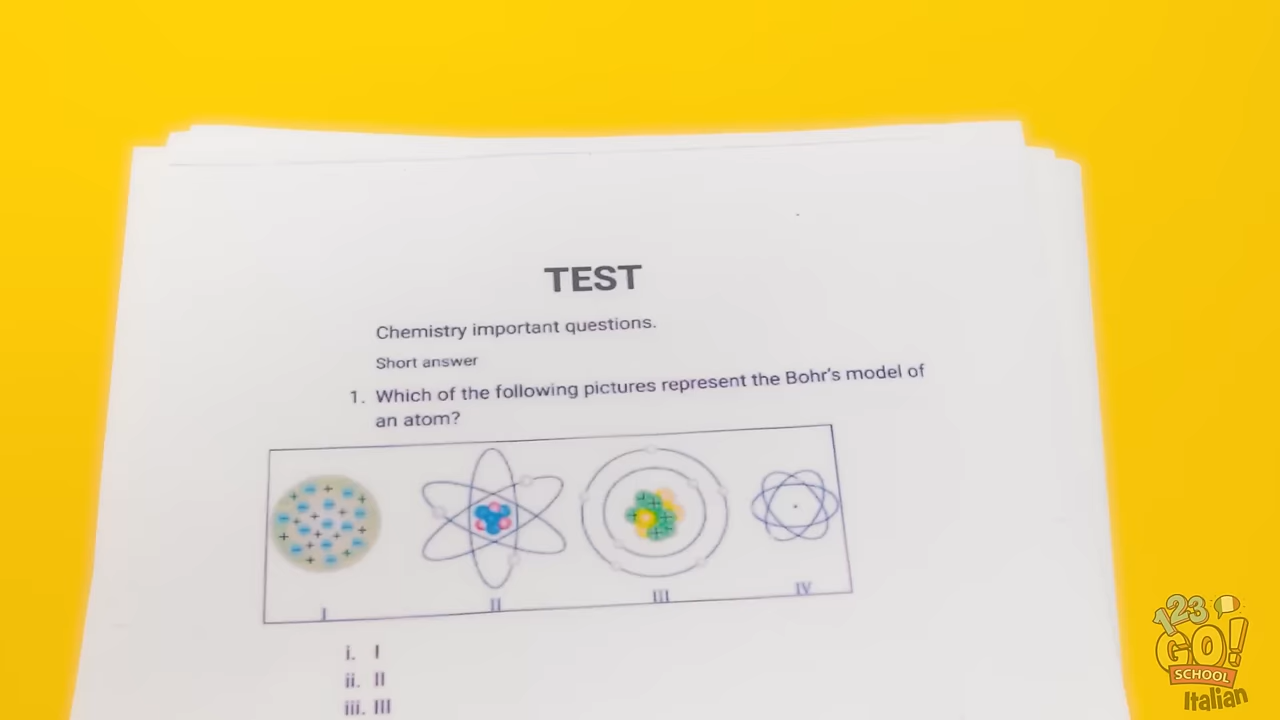 TEST
Chemistry important questions.
Short answer
1. Which of the following pictures represent the Bohr's model of
an atom?
I II III IV
i. I
ii. II
iii. III
123
GO!
SCHOOL
Italian